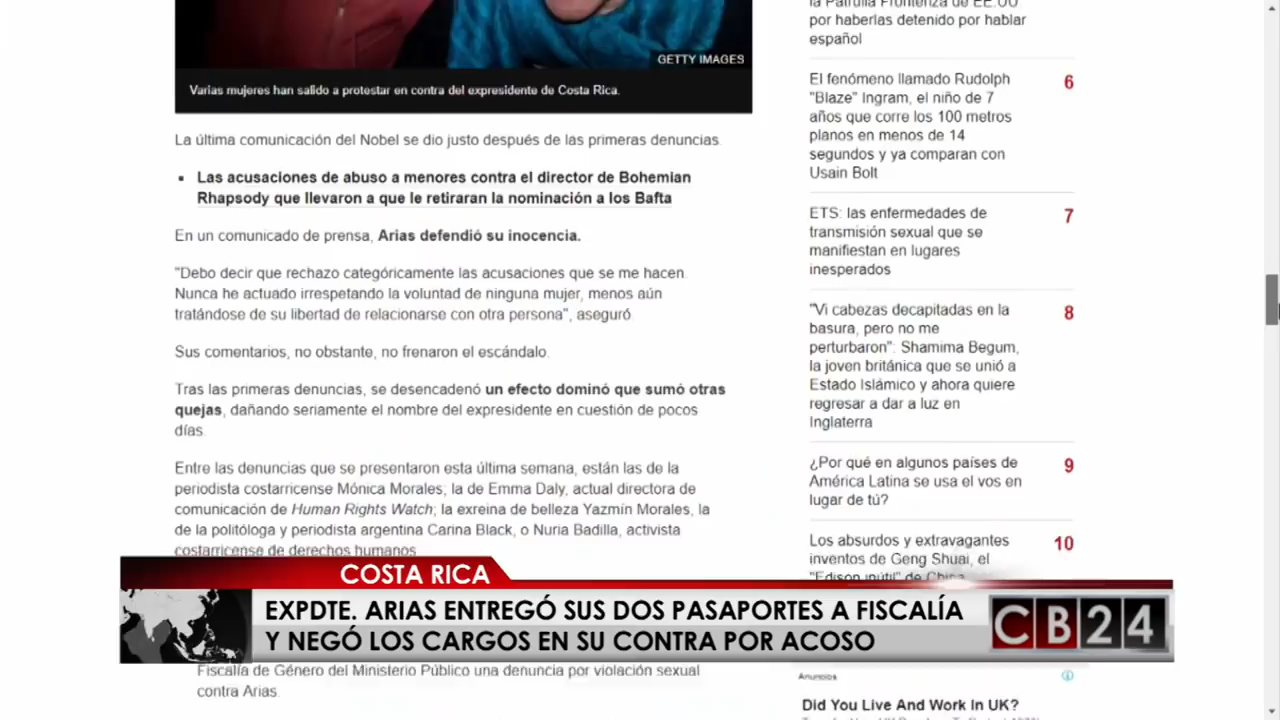 GETTY IMAGES
Varias mujeres han salido a protestar en contra del expresidente de Costa Rica.
La última comunicación del Nobel se dio justo después de las primeras denuncias.
Las acusaciones de abuso a menores contra el director de Bohemian
Rhapsody que llevaron a que le retiraran la nominación a los Bafta
En un comunicado de prensa, Arias defendió su inocencia.
"Debo decir que rechazo categóricamente las acusaciones que se me hacen.
Nunca he actuado irrespetando la voluntad de ninguna mujer, menos aún
tratándose de su libertad de relacionarse con otra persona", aseguró.
Sus comentarios, no obstante, no frenaron el escándalo.
Tras las primeras denuncias, se desencadenó un efecto dominó que sumó otras
quejas, dañando seriamente el nombre del expresidente en cuestión de pocos
días.
Entre las denuncias que se presentaron esta última semana, están las de la
periodista costarricense Mónica Morales; la de Emma Daly, actual directora de
comunicación de Human Rights Watch; la exreina de belleza Yazmín Morales, la
de la politóloga y periodista argentina Carina Black, o Nuria Badilla, activista
costarricense de derechos humanos
Fiscalía de Género del Ministerio Público una denuncia por violación sexual
contra Arias.
la Patrulla Fronteriza de EE.UU
por haberlas detenido por hablar
español
El fenómeno llamado Rudolph 6
"Blaze" Ingram, el niño de 7
años que corre los 100 metros
planos en menos de 14
segundos y ya comparan con
Usain Bolt
ETS: las enfermedades de 7
transmisión sexual que se
manifiestan en lugares
inesperados
"Vi cabezas decapitadas en la 8
basura, pero no me
perturbaron": Shamima Begum,
la joven británica que se unió a
Estado Islámico y ahora quiere
regresar a dar a luz en
Inglaterra
¿Por qué en algunos países de 9
América Latina se usa el vos en
lugar de tú?
Los absurdos y extravagantes 10
inventos de Geng Shuai, el
"Edison inútil" de China
Anuncios
Did You Live And Work In UK?
COSTA RICA
EXPDTE. ARIAS ENTREGÓ SUS DOS PASAPORTES A FISCALÍA
Y NEGÓ LOS CARGOS EN SU CONTRA POR ACOSO
CB24